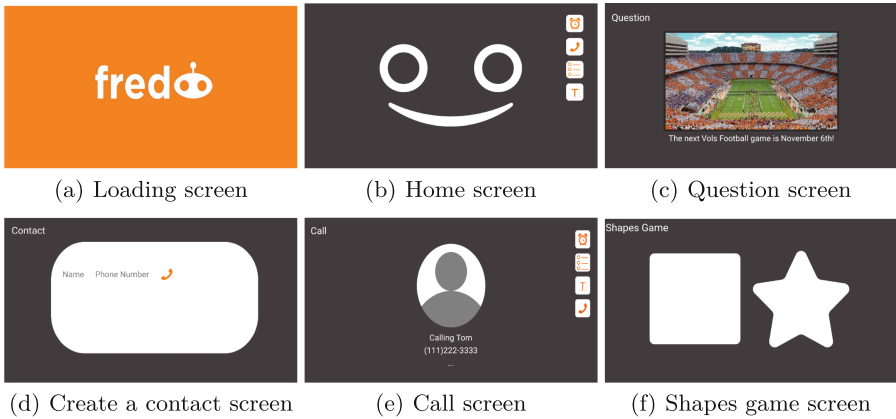 fred
(a) Loading screen
T
(b) Home screen
Question
The next Vols Football game is November 6th!
(c) Question screen
Contact
Name Phone Number
(d) Create a contact screen
Call
T
Calling Tom
(111)222-3333
...
(e) Call screen
Shapes Game
(f) Shapes game screen